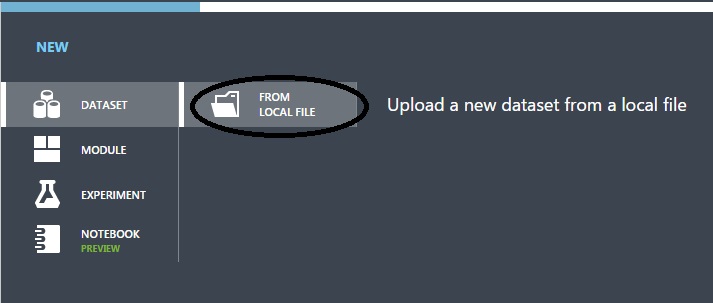 NEW
DATASET
FROM
LOCAL FILE
Upload a new dataset from a local file
MODULE
EXPERIMENT
NOTEBOOK
PREVIEW